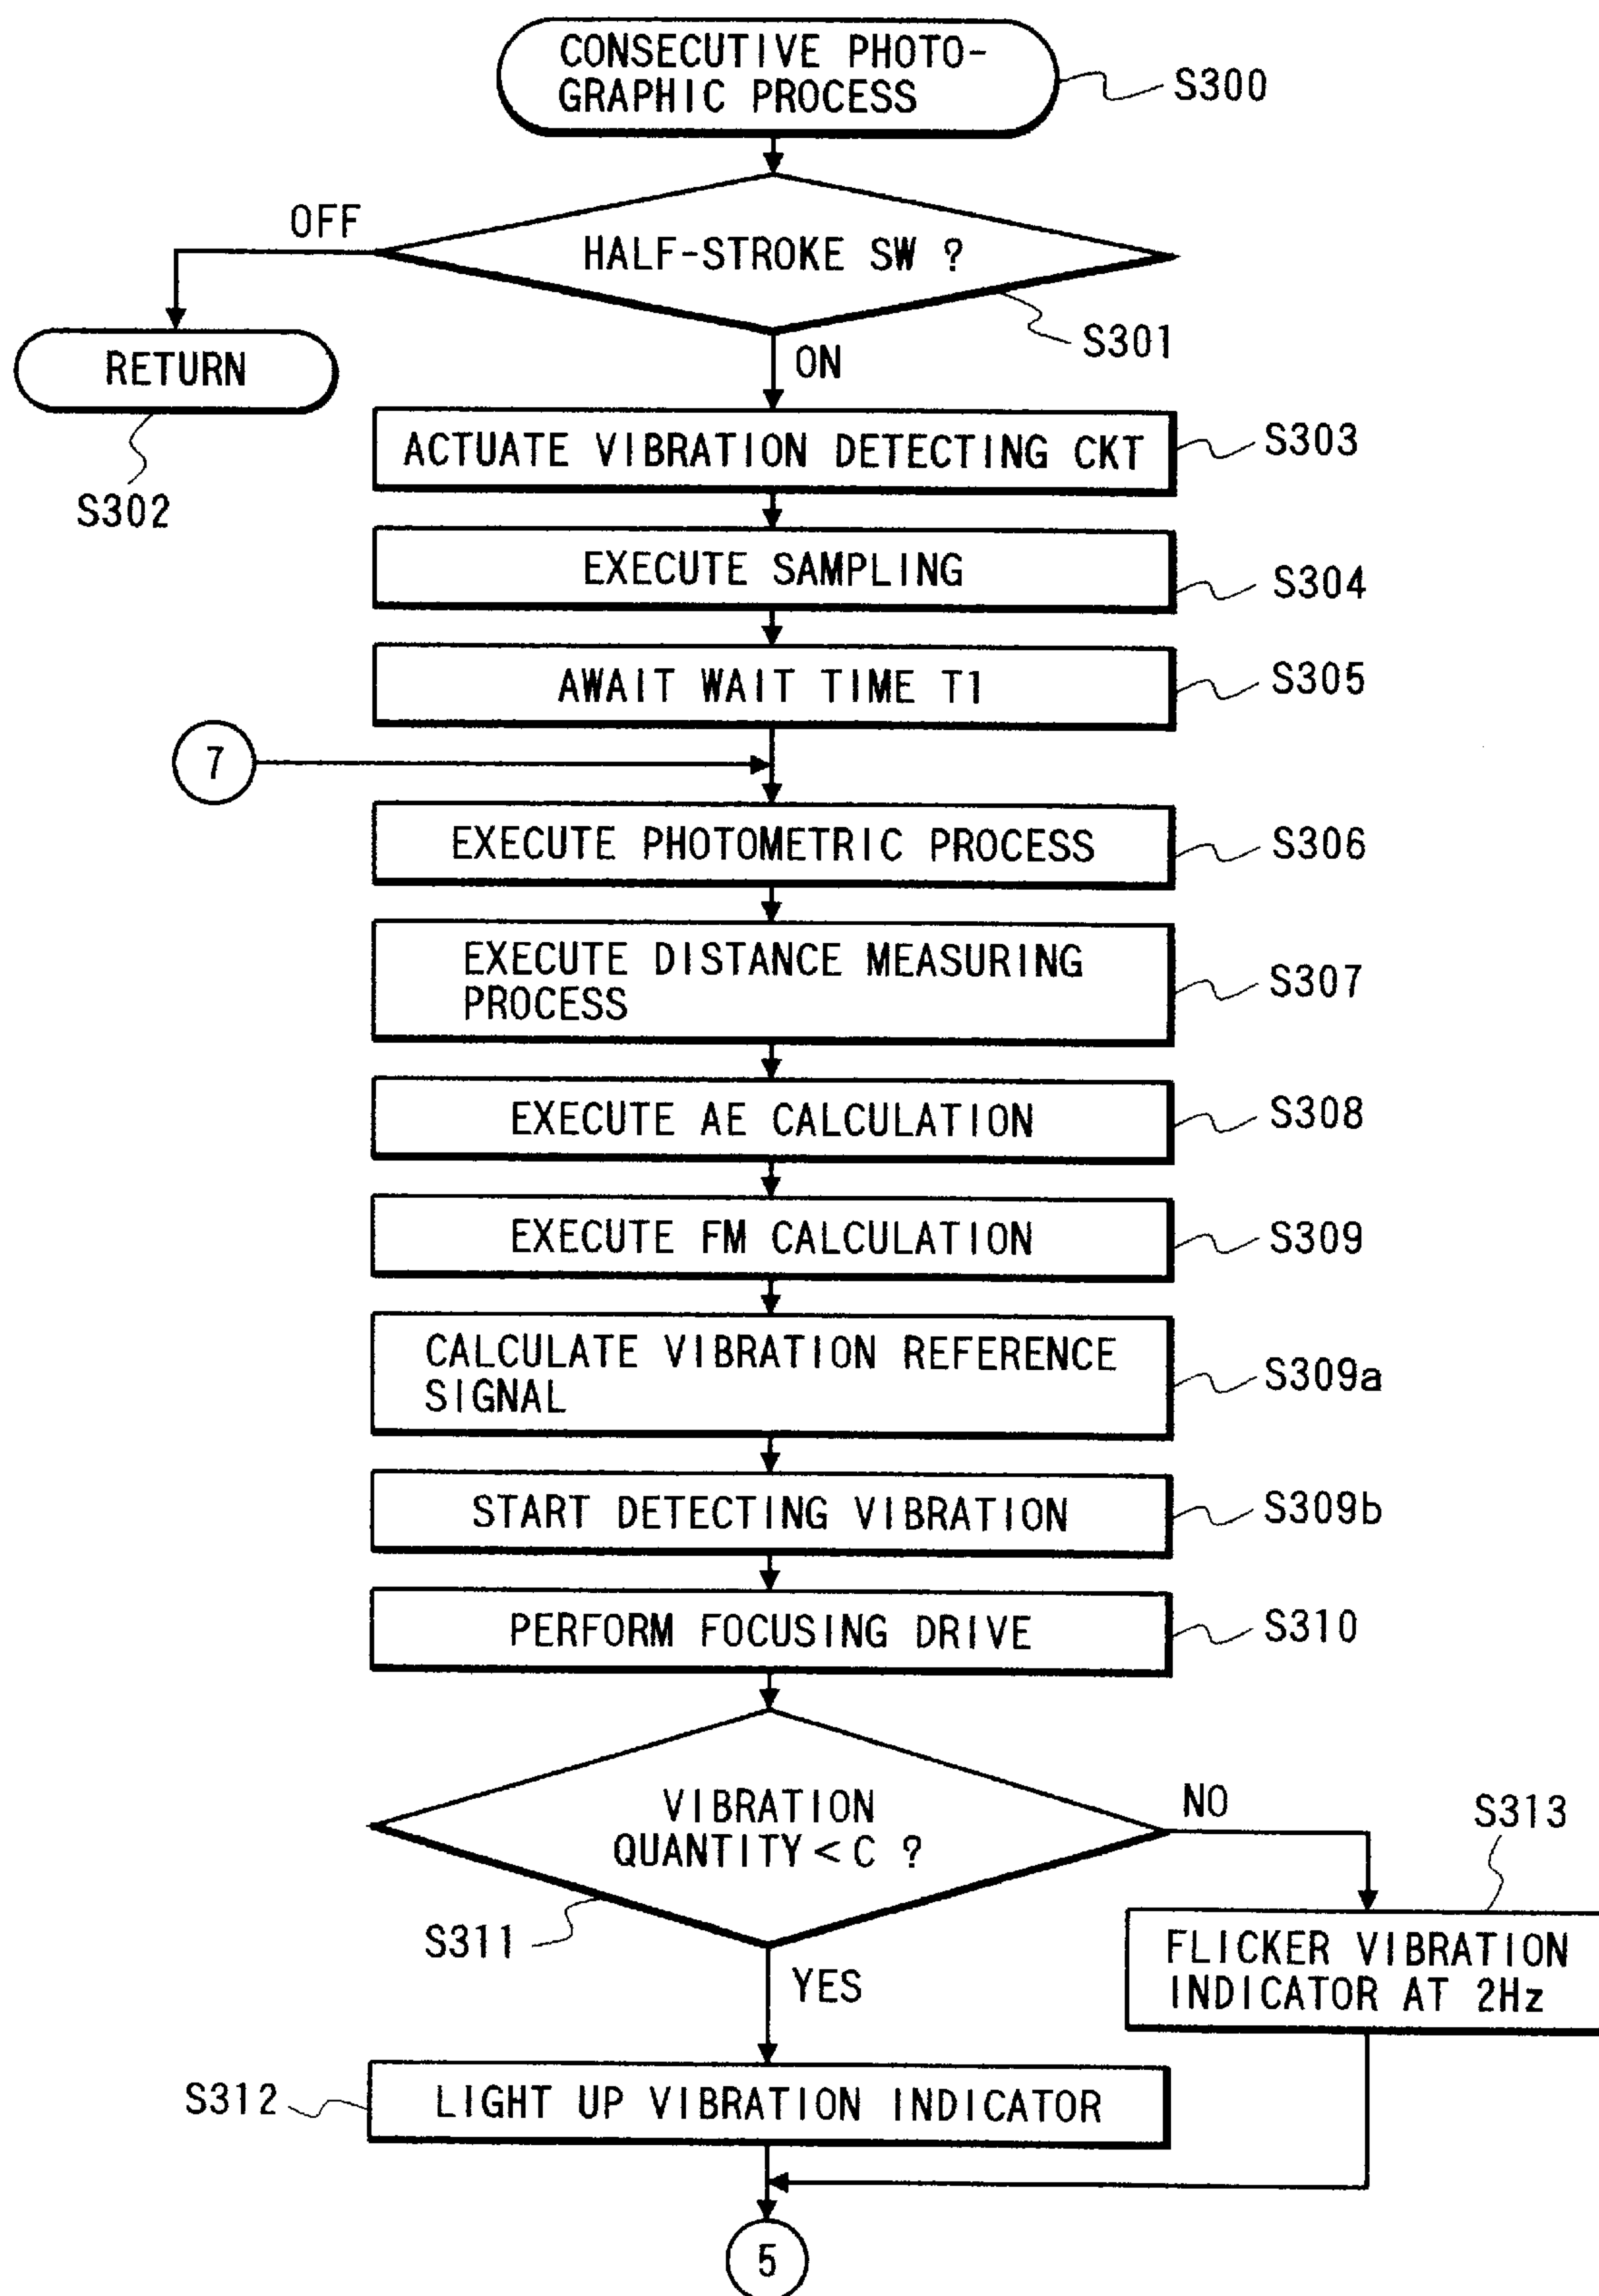 CONSECUTIVE PHOTO-
GRAPHIC PROCESS
S300
OFF
HALF-STROKE SW ?
S301
RETURN
ON
S302
ACTUATE VIBRATION DETECTING CKT
S303
EXECUTE SAMPLING
S304
AWAIT WAIT TIME T1
S305
7
EXECUTE PHOTOMETRIC PROCESS
S306
EXECUTE DISTANCE MEASURING
PROCESS
S307
EXECUTE AE CALCULATION
S308
EXECUTE FM CALCULATION
S309
CALCULATE VIBRATION REFERENCE
SIGNAL
S309a
START DETECTING VIBRATION
S309b
PERFORM FOCUSING DRIVE
S310
VIBRATION
QUANTITY < C ?
NO
S313
S311
FLICKER VIBRATION
INDICATOR AT 2Hz
YES
S312
LIGHT UP VIBRATION INDICATOR
5